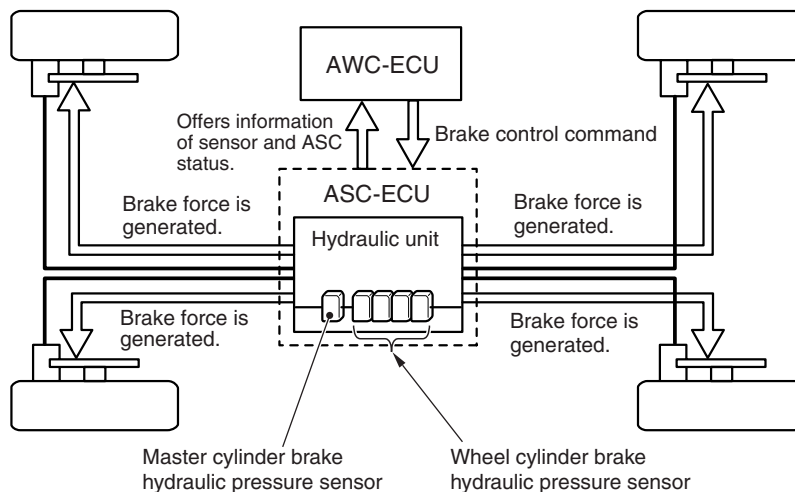 AWC-ECU
Offers information
of sensor and ASC
status.
Brake control command
ASC-ECU
Brake force is
generated.
Hydraulic unit
Brake force is
generated.
Brake force is
generated.
Brake force is
generated.
Master cylinder brake
hydraulic pressure sensor
Wheel cylinder brake
hydraulic pressure sensor